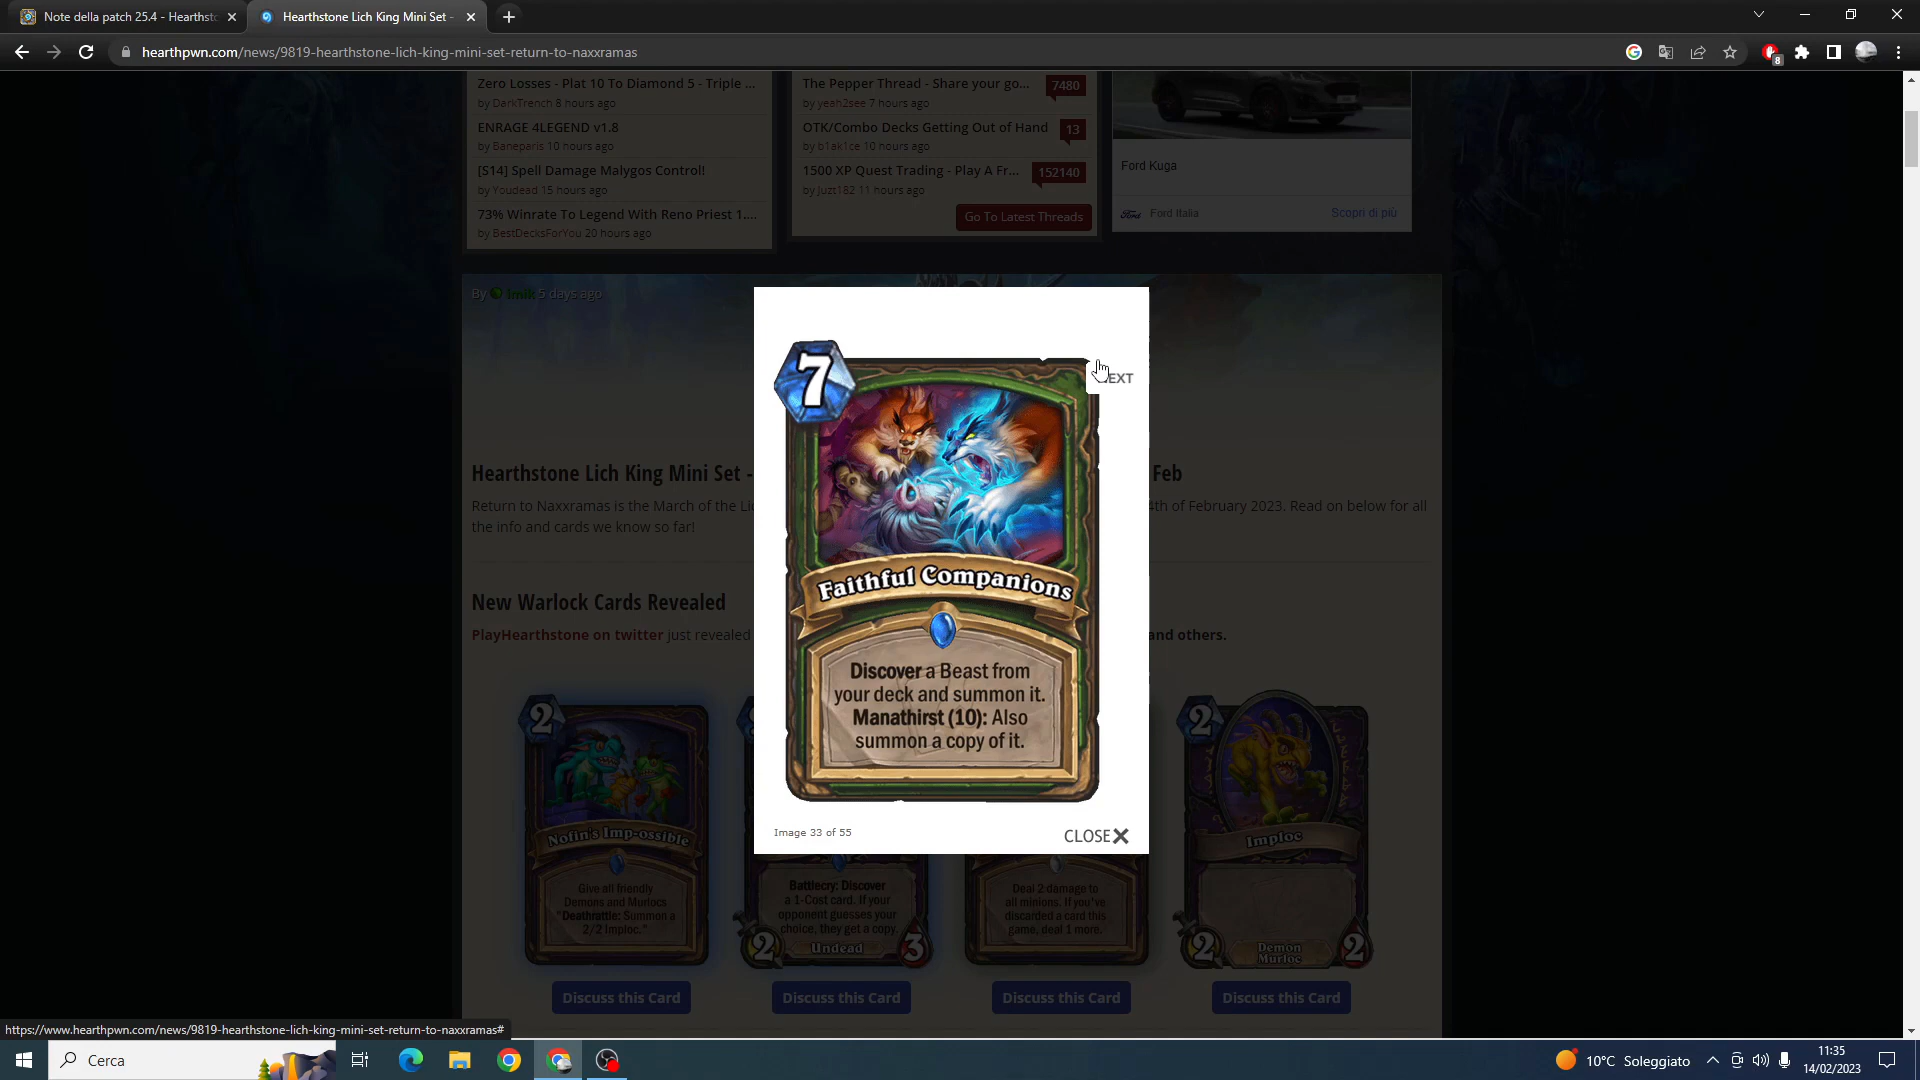 Note della patch 25.4 - Hearthst
Hearthstone Lich King Mini Set -
hearthpwn.com/news/9819-hearthstone-lich-king-mini-set-return-to-naxxramas
8
Zero Losses - Plat 10 To Diamond 5 - Triple ...
by DarkTrench 8 hours ago
ENRAGE 4LEGEND v1.8
by Baneparis 10 hours ago
[S14] Spell Damage Malygos Control!
by Youdead 15 hours ago
73% Winrate To Legend With Reno Priest 1....
by BestDecksForYou 20 hours ago
The Pepper Thread - Share your go...
7480
by yeah2see 7 hours ago
OTK/Combo Decks Getting Out of Hand
13
by b1ak1ce 10 hours ago
1500 XP Quest Trading - Play A Fr...
152140
by Juzt182 11 hours ago
Go To Latest Threads
Ford Kuga
Ford
Ford Italia
Scopri di più
By Imik 5 days ago
7
EXT
Faithful Companions
Discover a Beast from
your deck and summon it.
Manathirst (10): Also
summon a copy of it.
Image 33 of 55
CLOSE
Hearthstone Lich King Mini Set -
Feb
Return to Naxxramas is the March of the Lic
4th of February 2023. Read on below for all
the info and cards we know so far!
New Warlock Cards Revealed
PlayHearthstone on twitter just revealed
and others.
2
Nofin's Imp-ossible
Give all friendly
Demons and Murlocs
"Deathrattle: Summon a
2/2 Imploc."
Battlecry: Discover
a 1-Cost card. If your
opponent guesses your
choice, they get a copy.
2
Undead
3
Deal 2 damage to
all minions. If you've
discarded a card this
game, deal 1 more.
2
Imploc
2
Demon
Murloc
2
Discuss this Card
Discuss this Card
Discuss this Card
Discuss this Card
https://www.hearthpwn.com/news/9819-hearthstone-lich-king-mini-set-return-to-naxxramas#
Cerca
10°C Soleggiato
11:35
14/02/2023